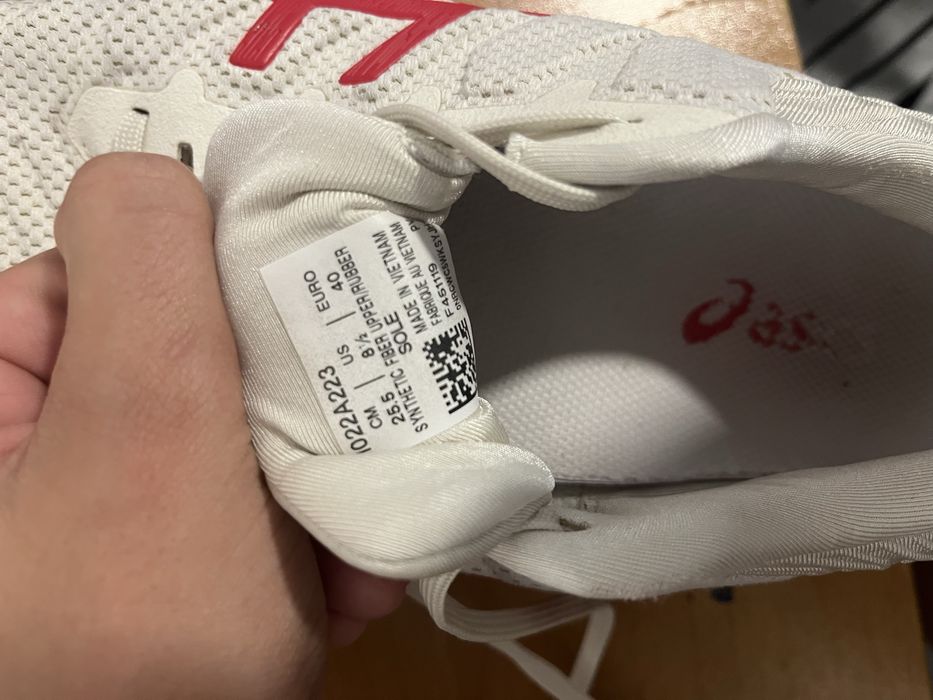 1022A223
CM | US | EURO
25.5 8½ 40
SYNTHETIC FIBER UPPER/RUBBER
SOLE
MADE IN VIETNAM
FABRIQUE AU VIETNAM
F451119